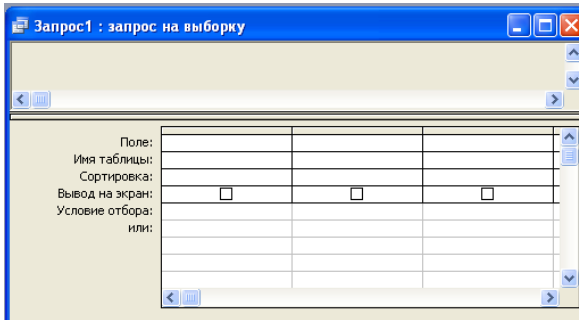 Запрос1 : запрос на выборку
Поле:
Имя таблицы:
Сортировка:
Вывод на экран:
Условие отбора:
или: